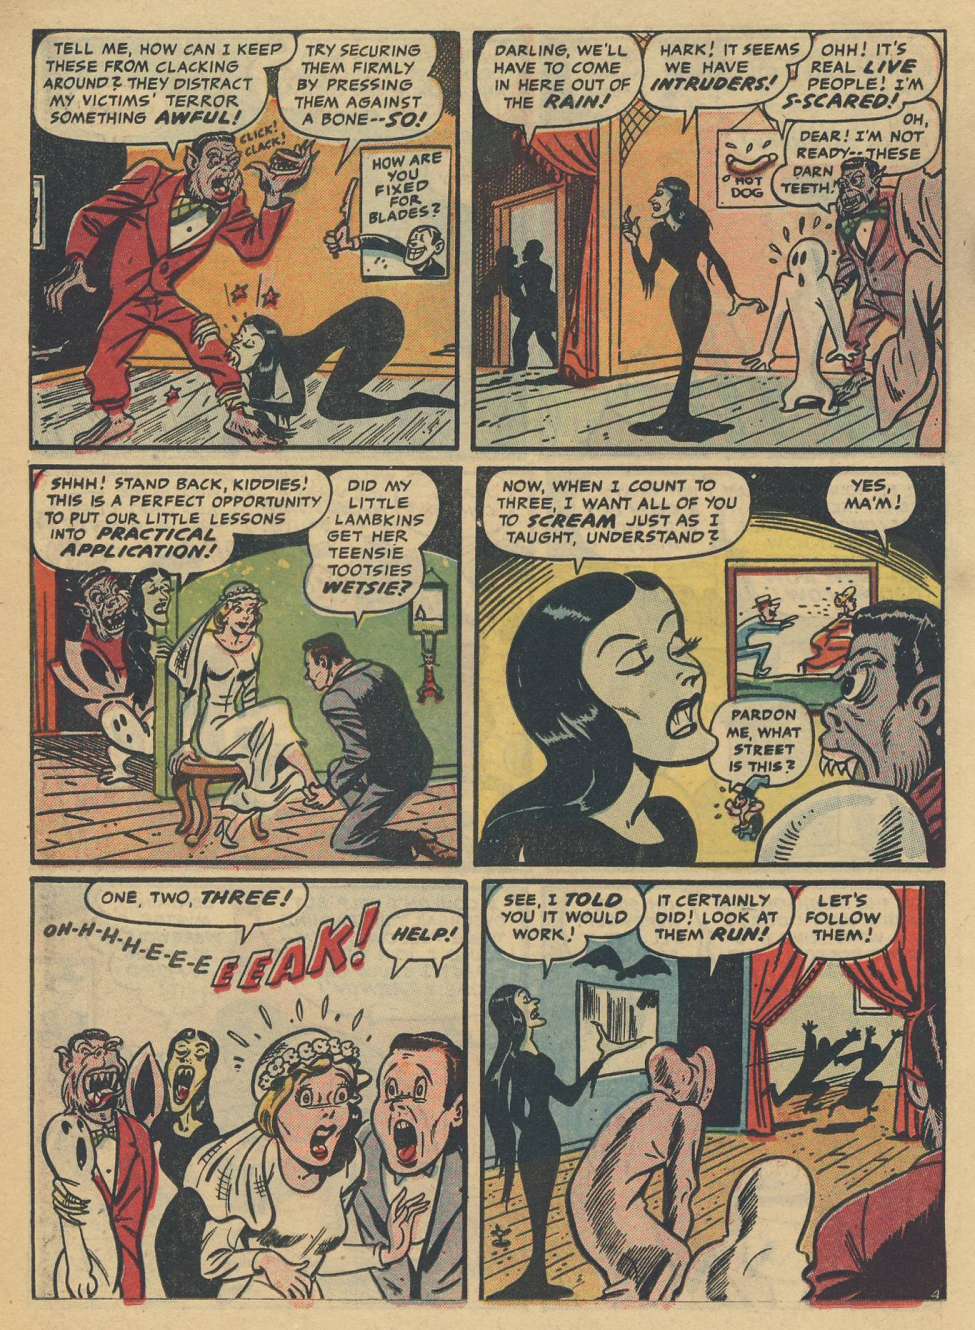 TELL ME, HOW CAN I KEEP
THESE FROM CLACKING
AROUND? THEY DISTRACT
MY VICTIMS' TERROR
SOMETHING AWFUL!
TRY SECURING
THEM FIRMLY
BY PRESSING
THEM AGAINST
A BONE--SO!
CLICK!
CLACK!
HOW ARE
YOU
FIXED
FOR
BLADES?
DARLING, WE'LL
HAVE TO COME
IN HERE OUT OF
THE RAIN!
HARK! IT SEEMS
WE HAVE
INTRUDERS!
OHH! IT'S
REAL LIVE
PEOPLE! I'M
S-SCARED!
OH,
DEAR! I'M NOT
READY--THESE
DARN
TEETH!
HOT
DOG
SHHH! STAND BACK, KIDDIES!
THIS IS A PERFECT OPPORTUNITY
TO PUT OUR LITTLE LESSONS
INTO PRACTICAL
APPLICATION!
DID MY
LITTLE
LAMBKINS
GET HER
TEENSIE
TOOTSIES
WETSIE?
NOW, WHEN I COUNT TO
THREE, I WANT ALL OF YOU
TO SCREAM JUST AS I
TAUGHT, UNDERSTAND?
YES,
MA'M!
PARDON
ME, WHAT
STREET
IS THIS?
ONE, TWO, THREE!
OH-H-H-H-E-E-E EEAK!
HELP!
SEE, I TOLD
YOU IT WOULD
WORK!
IT CERTAINLY
DID! LOOK AT
THEM RUN!
LET'S
FOLLOW
THEM!
4